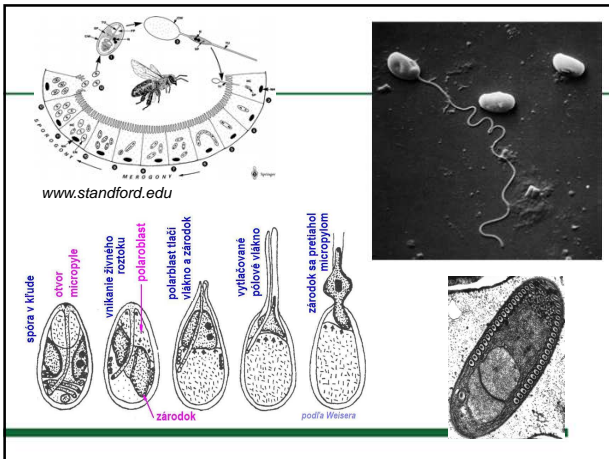 SPOROGONY
MEROGONY
Springer
www.standford.edu
spóra v kľude
otvor
micropyle
vnikanie živného
roztoku
polaroblast
polarblast tlačí
vlákno a zárodok
vytlačované
pólové vlákno
zárodok sa pretiahol
micropylom
zárodok
podľa Weisera